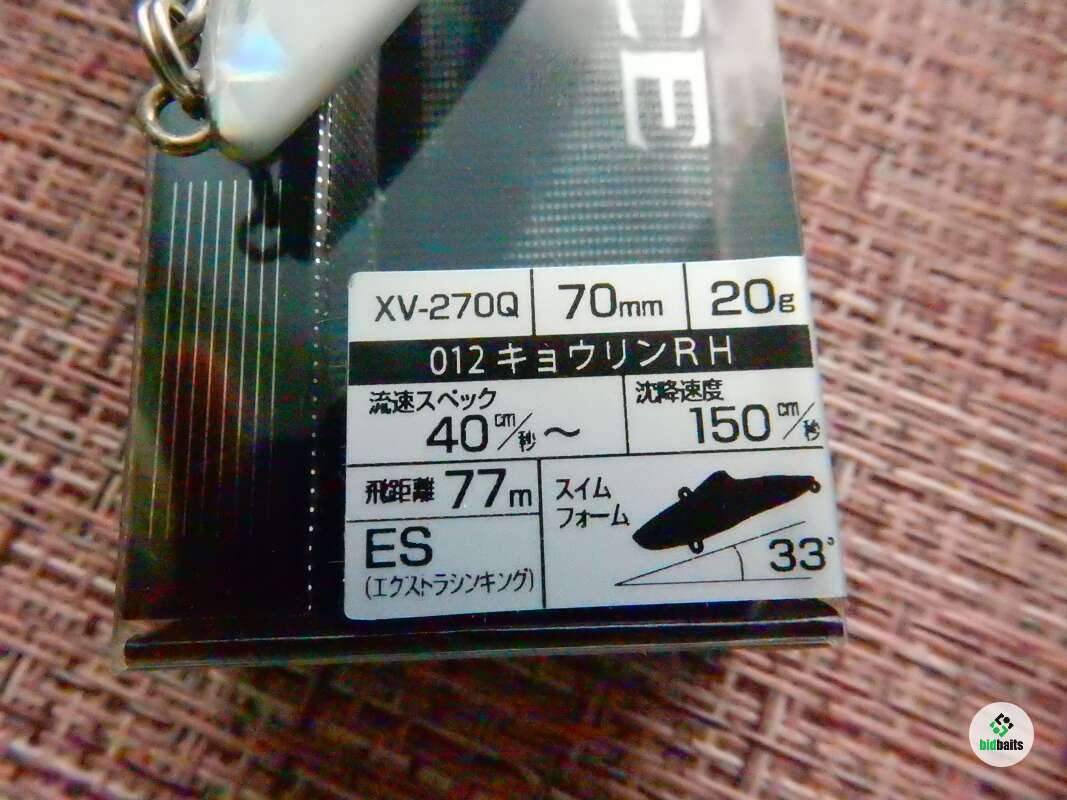 CE
XV-270Q 70mm 20g
012 キョウリンRH
流速スペック 沈降速度
40cm/秒～ 150cm/秒
飛距離 77m
スイム
フォーム
ES
(エクストラシンキング)
33°
bidbaits